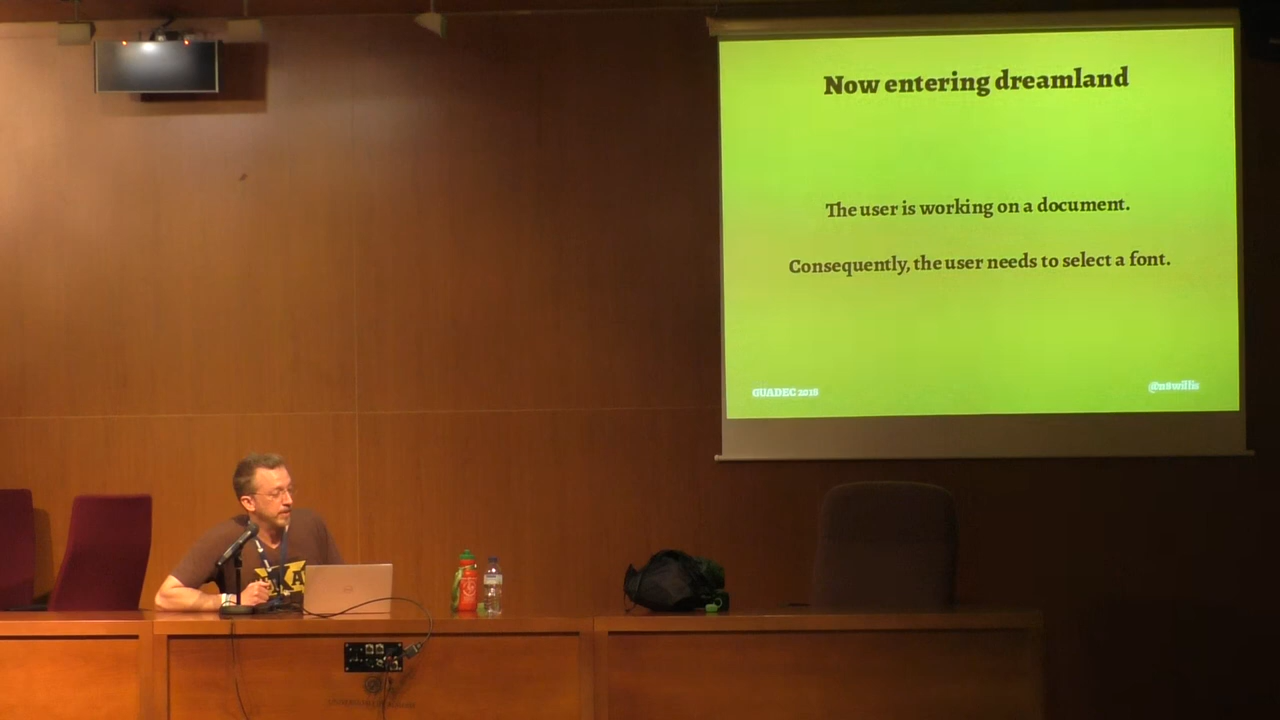 Now entering dreamland
The user is working on a document.
Consequently, the user needs to select a font.
GUADEC 2018
@n8willis